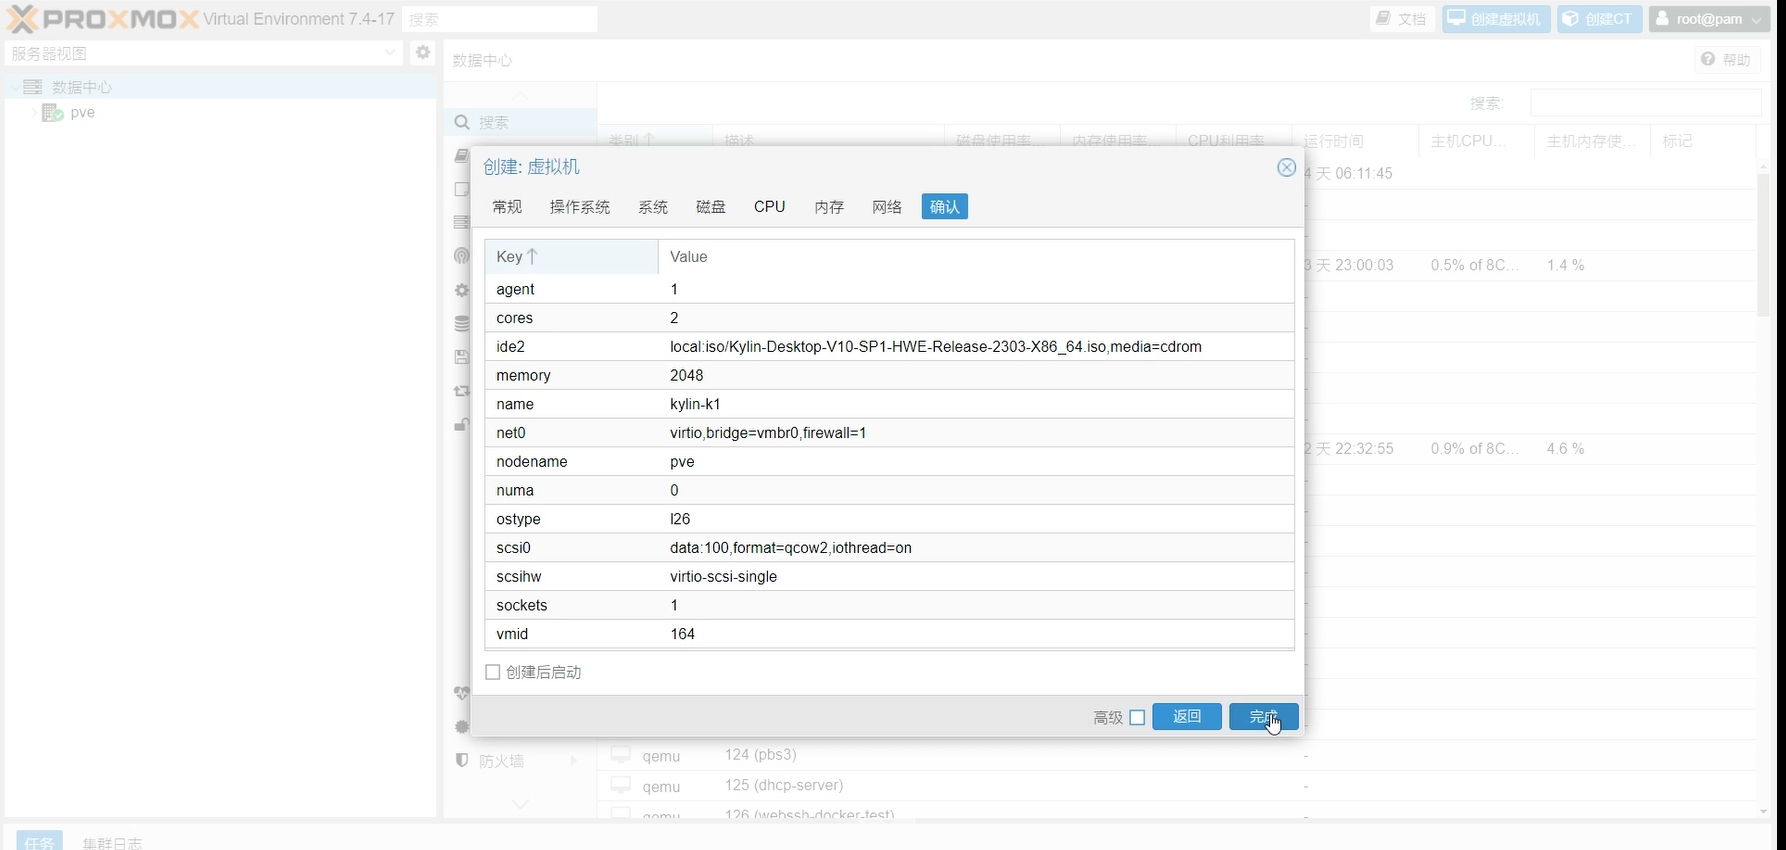 PROXMOX Virtual Environment 7.4-17 搜索 文档 创建虚拟机 创建CT root@pam
服务器视图
数据中心 帮助
数据中心
pve
搜索:
搜索
类别 描述 磁盘使用率... 内存使用率... CPU利用率 运行时间 主机CPU... 主机内存使... 标记
创建: 虚拟机
4 天 06:11:45
常规 操作系统 系统 磁盘 CPU 内存 网络 确认
Key Value
3 天 23:00:03 0.5% of 8C... 1.4 %
agent 1
cores 2
ide2 local:iso/Kylin-Desktop-V10-SP1-HWE-Release-2303-X86_64.iso,media=cdrom
memory 2048
name kylin-k1
net0 virtio,bridge=vmbr0,firewall=1
2 天 22:32:55 0.9% of 8C... 4.6 %
nodename pve
numa 0
ostype l26
scsi0 data:100,format=qcow2,iothread=on
scsihw virtio-scsi-single
sockets 1
vmid 164
创建后启动
高级 返回 完成
qemu 124 (pbs3) -
防火墙
qemu 125 (dhcp-server) -
qemu 126 (webssh-docker-test) -
任务 集群日志